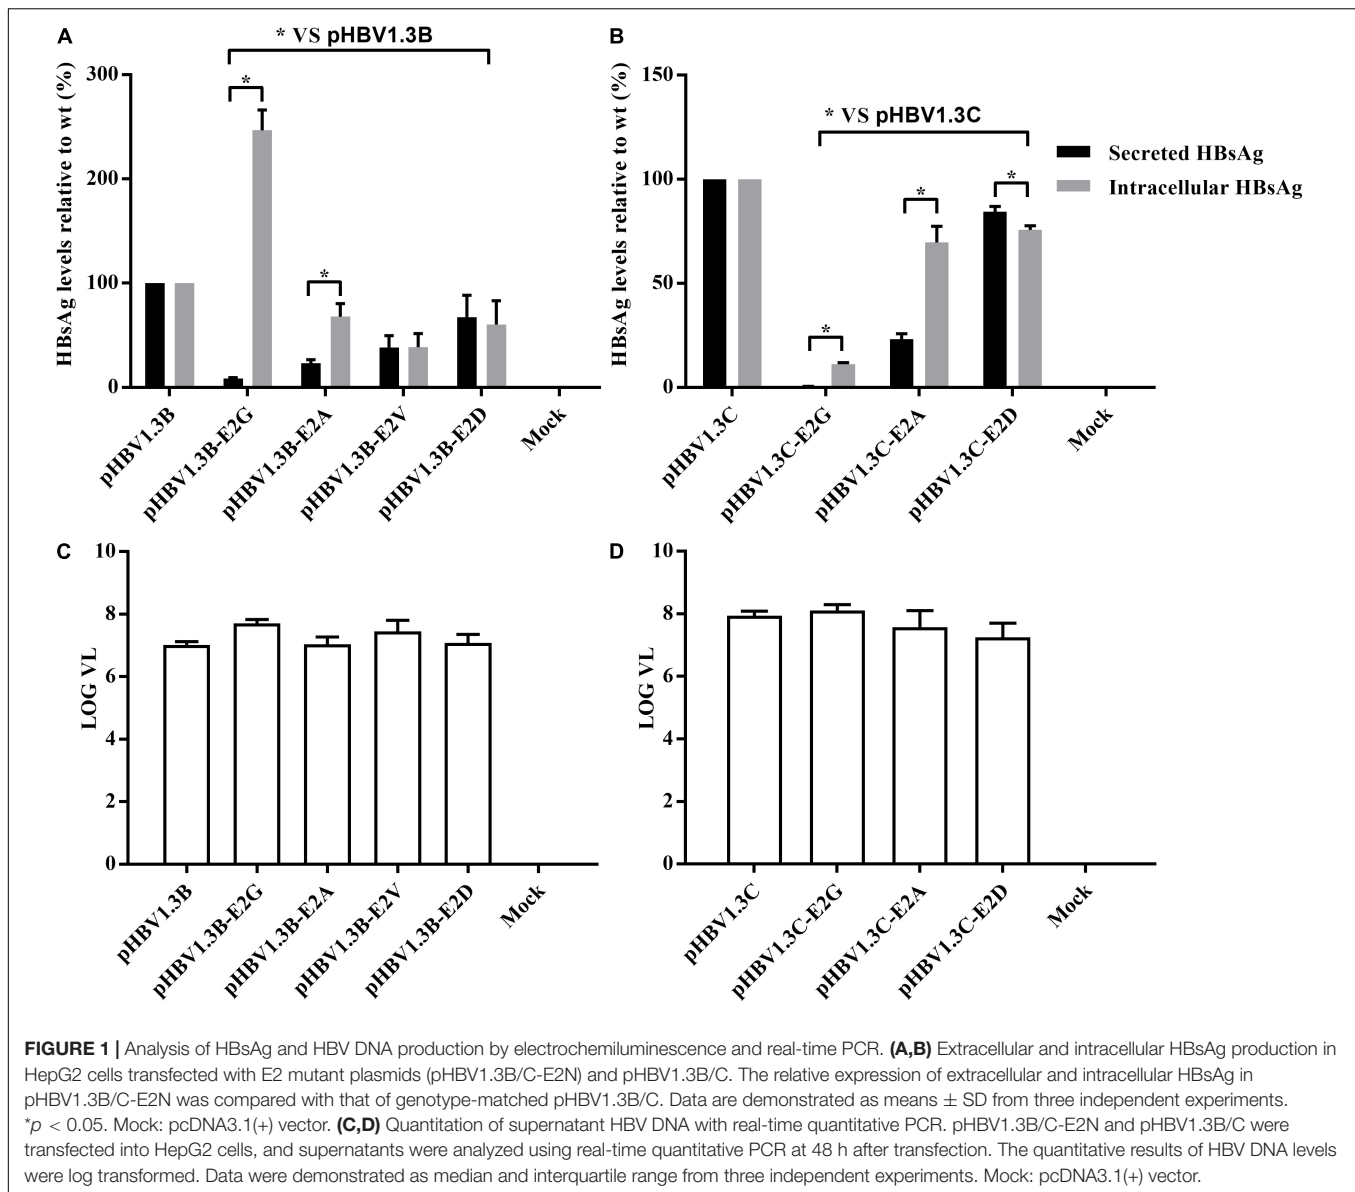 A
* VS pHBV1.3B
HBsAg levels relative to wt (%)
300
200
100
0
*
*
pHBV1.3B
pHBV1.3B-E2G
pHBV1.3B-E2A
pHBV1.3B-E2V
pHBV1.3B-E2D
Mock
B
* VS pHBV1.3C
HBsAg levels relative to wt (%)
150
100
50
0
*
*
*
pHBV1.3C
pHBV1.3C-E2G
pHBV1.3C-E2A
pHBV1.3C-E2D
Mock
Secreted HBsAg
Intracellular HBsAg
C
LOG VL
10
8
6
4
2
0
pHBV1.3B
pHBV1.3B-E2G
pHBV1.3B-E2A
pHBV1.3B-E2V
pHBV1.3B-E2D
Mock
D
LOG VL
10
8
6
4
2
0
pHBV1.3C
pHBV1.3C-E2G
pHBV1.3C-E2A
pHBV1.3C-E2D
Mock
FIGURE 1 | Analysis of HBsAg and HBV DNA production by electrochemiluminescence and real-time PCR. (A,B) Extracellular and intracellular HBsAg production in
HepG2 cells transfected with E2 mutant plasmids (pHBV1.3B/C-E2N) and pHBV1.3B/C. The relative expression of extracellular and intracellular HBsAg in
pHBV1.3B/C-E2N was compared with that of genotype-matched pHBV1.3B/C. Data are demonstrated as means ± SD from three independent experiments.
*p < 0.05. Mock: pcDNA3.1(+) vector. (C,D) Quantitation of supernatant HBV DNA with real-time quantitative PCR. pHBV1.3B/C-E2N and pHBV1.3B/C were
transfected into HepG2 cells, and supernatants were analyzed using real-time quantitative PCR at 48 h after transfection. The quantitative results of HBV DNA levels
were log transformed. Data were demonstrated as median and interquartile range from three independent experiments. Mock: pcDNA3.1(+) vector.